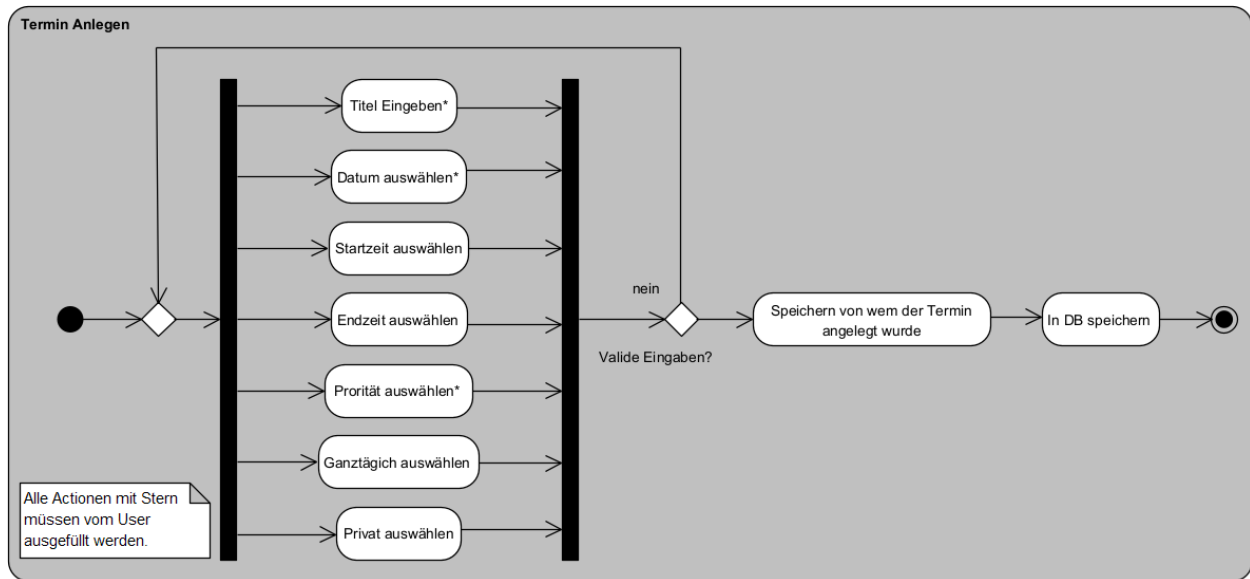 Termin Anlegen
Titel Eingeben*
Datum auswählen*
Startzeit auswählen
Endzeit auswählen
Prorität auswählen*
Ganztägich auswählen
Privat auswählen
nein
Valide Eingaben?
Speichern von wem der Termin
angelegt wurde
In DB speichern
Alle Actionen mit Stern
müssen vom User
ausgefüllt werden.